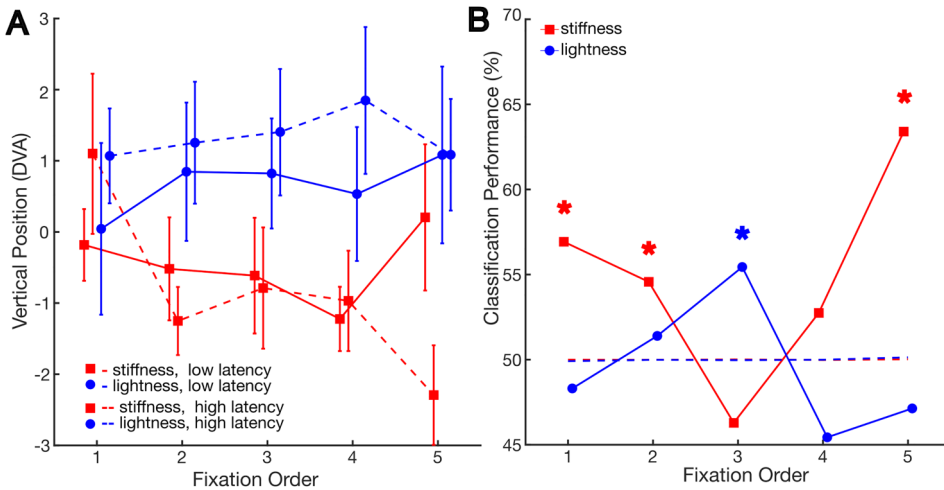 A
3
2
1
0
-1
-2
-3
Vertical Position (DVA)
stiffness, low latency
lightness, low latency
stiffness, high latency
lightness, high latency
1 2 3 4 5
Fixation Order
B
70
65
60
55
50
45
Classification Performance (%)
stiffness
lightness
* * * *
1 2 3 4 5
Fixation Order